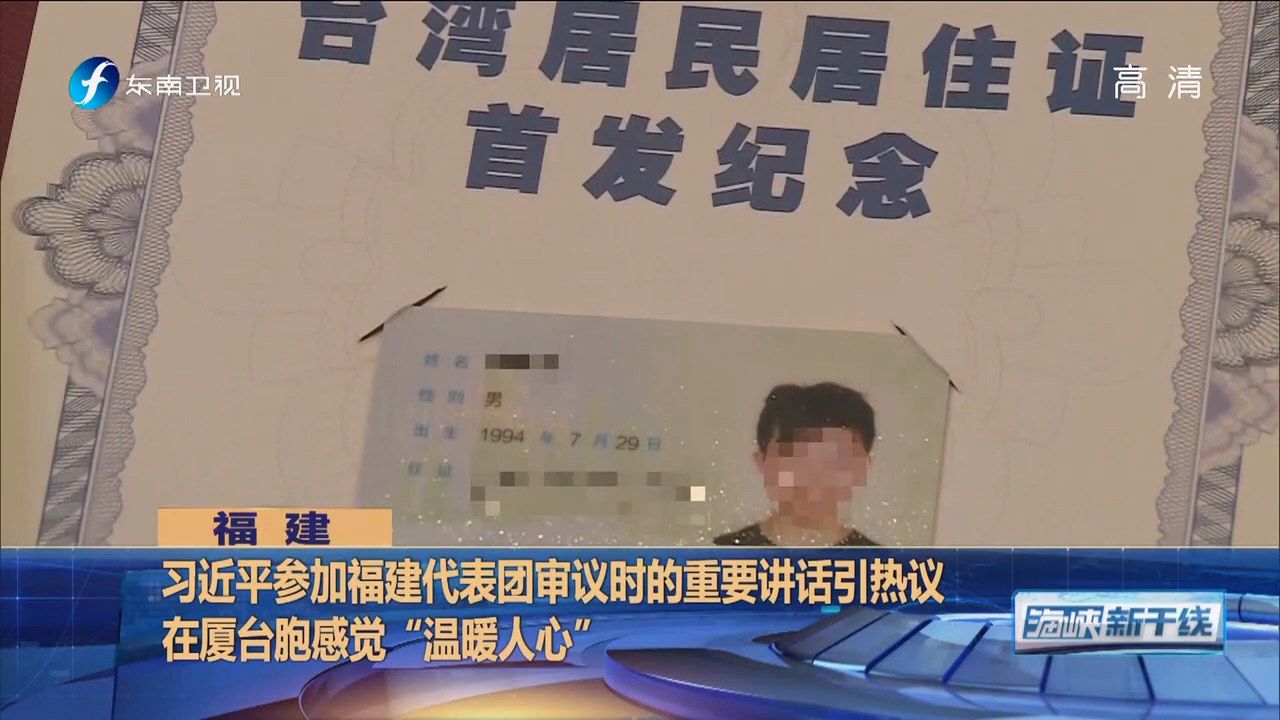 台湾居民居住证
高清
东南卫视
首发纪念
姓名
性别 男
出生 1994 年 7 月 29 日
住址
福建
习近平参加福建代表团审议时的重要讲话引热议
在厦台胞感觉“温暖人心”
海峡新干线